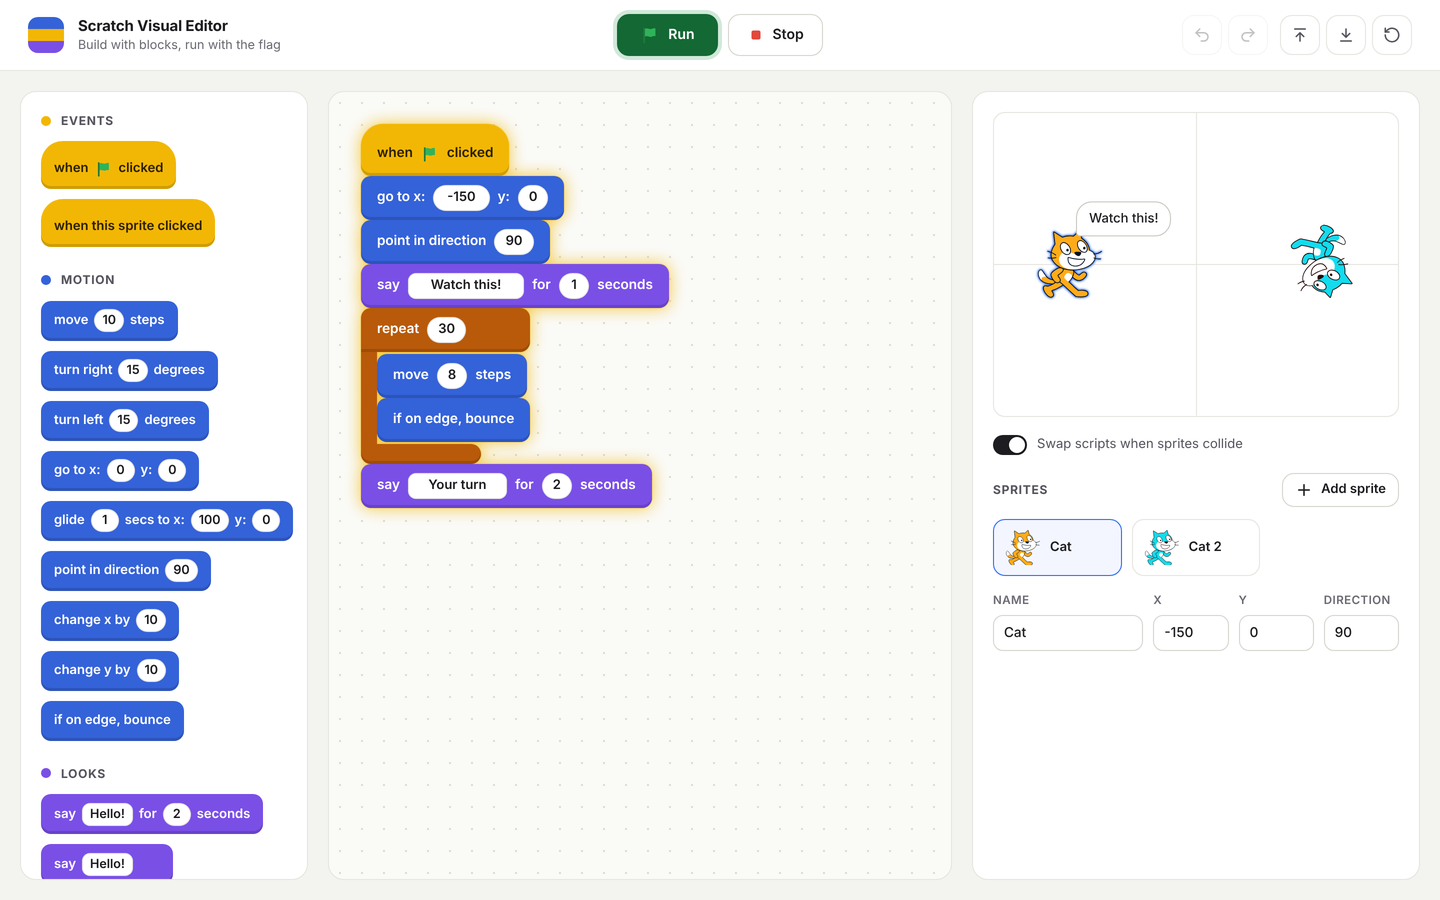 Scratch Visual Editor
Build with blocks, run with the flag
Run
Stop
EVENTS
when clicked
when this sprite clicked
MOTION
move 10 steps
turn right 15 degrees
turn left 15 degrees
go to x: 0 y: 0
glide 1 secs to x: 100 y: 0
point in direction 90
change x by 10
change y by 10
if on edge, bounce
LOOKS
say Hello! for 2 seconds
say Hello!
when clicked
go to x: -150 y: 0
point in direction 90
say Watch this! for 1 seconds
repeat 30
move 8 steps
if on edge, bounce
say Your turn for 2 seconds
Watch this!
Swap scripts when sprites collide
SPRITES
Add sprite
Cat
Cat 2
NAME X Y DIRECTION
Cat -150 0 90